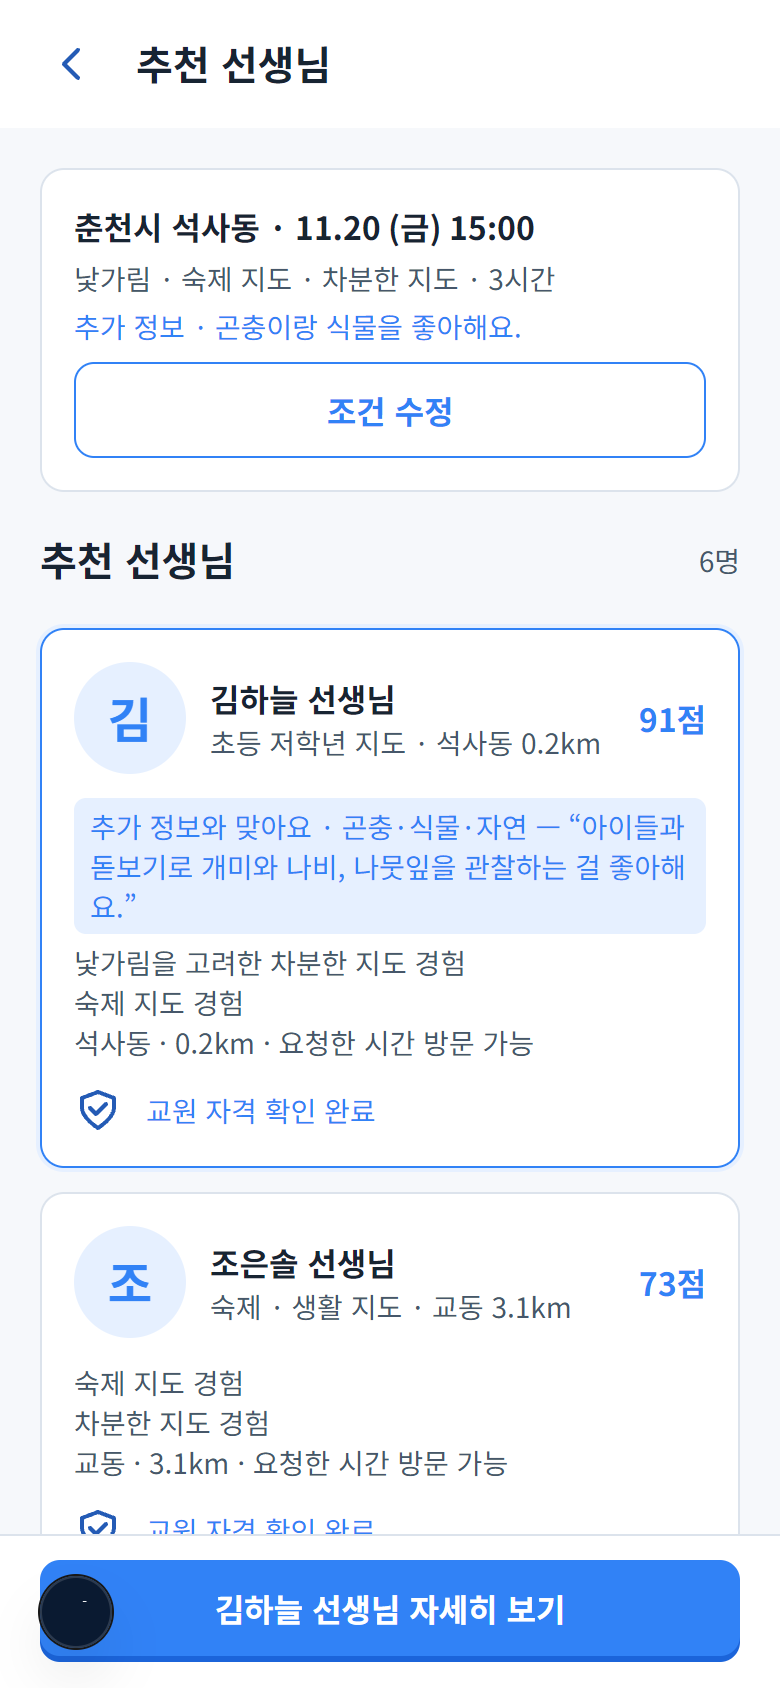 추천 선생님
춘천시 석사동 · 11.20 (금) 15:00
낯가림 · 숙제 지도 · 차분한 지도 · 3시간
추가 정보 · 곤충이랑 식물을 좋아해요.
조건 수정
추천 선생님
6명
김
김하늘 선생님
초등 저학년 지도 · 석사동 0.2km
91점
추가 정보와 맞아요 · 곤충·식물·자연 — “아이들과
돋보기로 개미와 나비, 나뭇잎을 관찰하는 걸 좋아해
요.”
낯가림을 고려한 차분한 지도 경험
숙제 지도 경험
석사동 · 0.2km · 요청한 시간 방문 가능
교원 자격 확인 완료
조
조은솔 선생님
숙제 · 생활 지도 · 교동 3.1km
73점
숙제 지도 경험
차분한 지도 경험
교동 · 3.1km · 요청한 시간 방문 가능
교원 자격 확인 완료
김하늘 선생님 자세히 보기